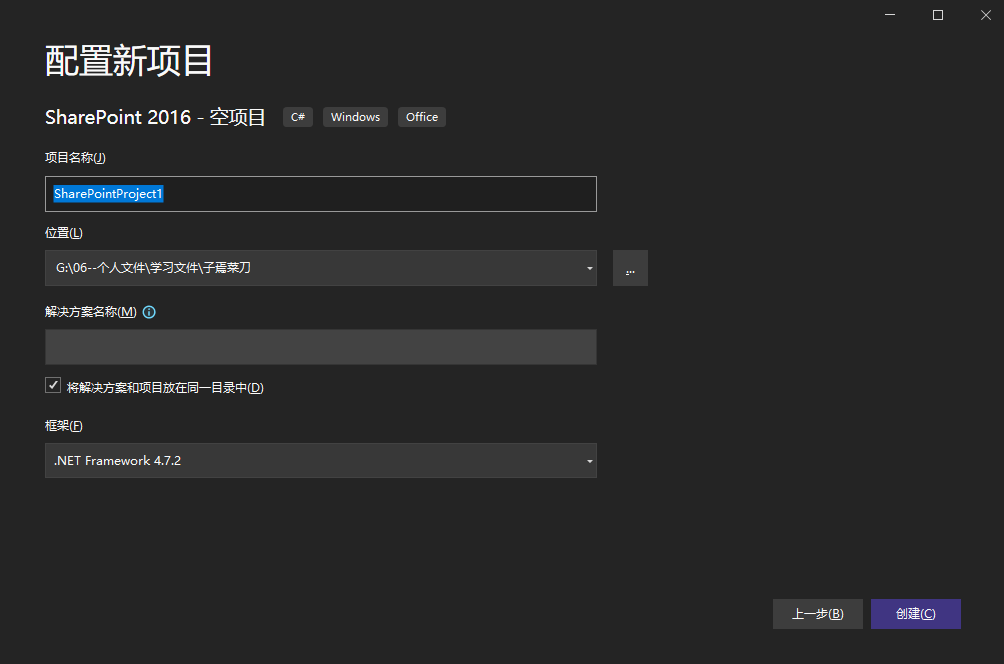 配置新项目
SharePoint 2016 - 空项目 C# Windows Office
项目名称(J)
SharePointProject1
位置(L)
G:\06--个人文件\学习文件\子焉菜刀
...
解决方案名称(M)
将解决方案和项目放在同一目录中(D)
框架(F)
.NET Framework 4.7.2
上一步(B) 创建(C)